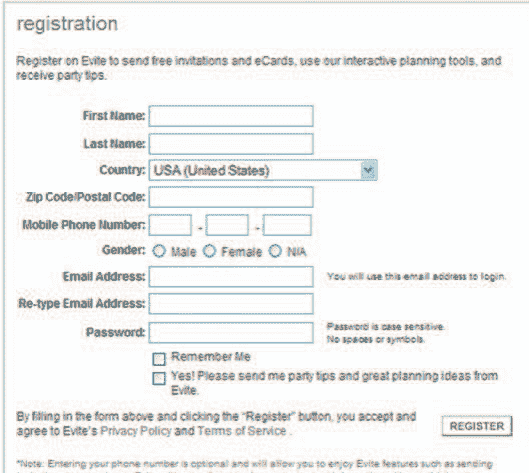 registration
Register on Evite to send free invitations and eCards, use our interactive planning tools, and
receive party tips.
First Name:
Last Name:
Country: USA (United States)
Zip Code/Postal Code:
Mobile Phone Number: - -
Gender: Male Female N/A
Email Address: You will use this email address to login.
Re-type Email Address:
Password: Password is case sensitive.
No spaces or symbols.
Remember Me
Yes! Please send me party tips and great planning ideas from
Evite.
By filling in the form above and clicking the "Register" button, you accept and
agree to Evite's Privacy Policy and Terms of Service .
REGISTER
*Note: Entering your phone number is optional and will allow you to enjoy Evite features such as sending